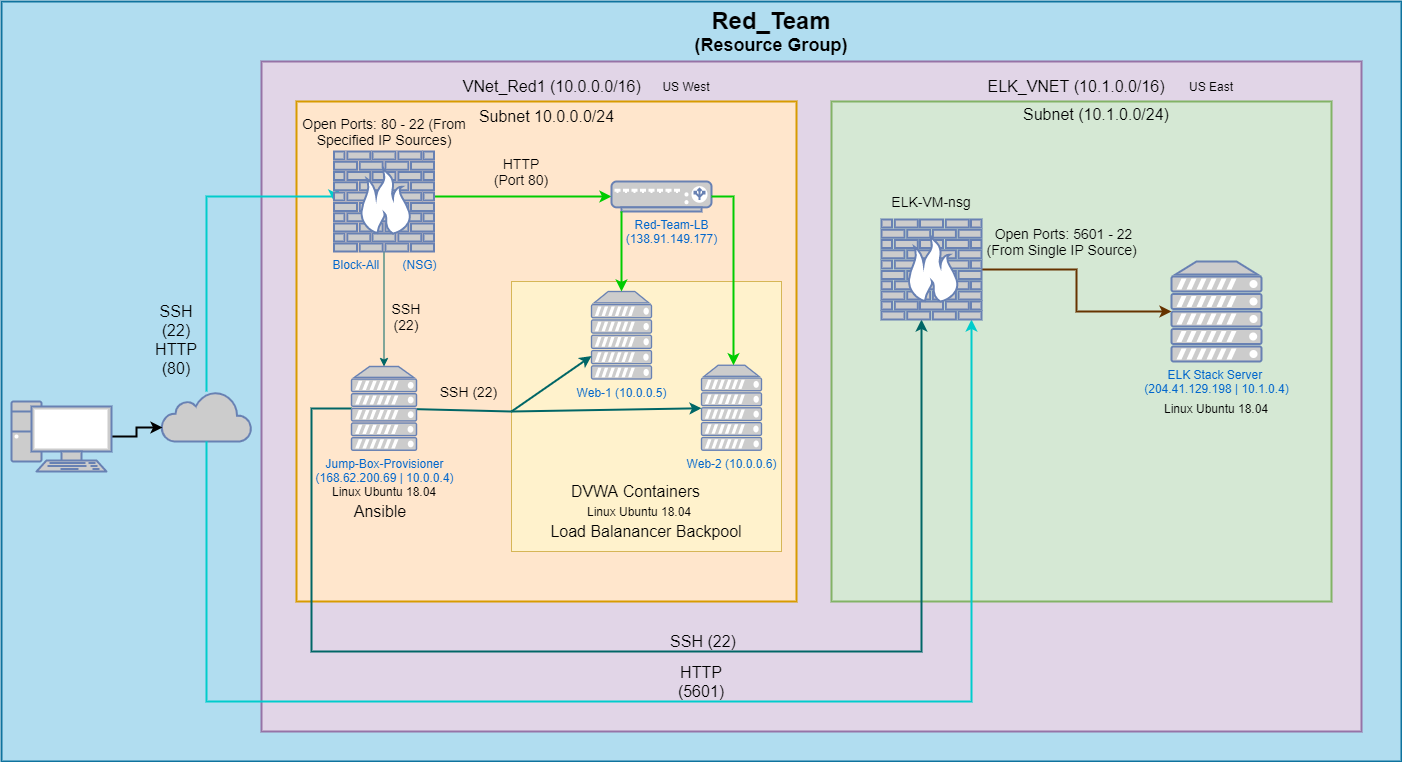 Red_Team
(Resource Group)
VNet_Red1 (10.0.0.0/16) US West
Subnet 10.0.0.0/24
Open Ports: 80 - 22 (From
Specified IP Sources)
HTTP
(Port 80)
Red-Team-LB
(138.91.149.177)
Block-All (NSG)
SSH
(22)
SSH
(22)
HTTP
(80)
SSH (22)
Web-1 (10.0.0.5)
Web-2 (10.0.0.6)
Jump-Box-Provisioner
(168.62.200.69 | 10.0.0.4)
Linux Ubuntu 18.04
Ansible
DVWA Containers
Linux Ubuntu 18.04
Load Balanancer Backpool
ELK_VNET (10.1.0.0/16) US East
Subnet (10.1.0.0/24)
ELK-VM-nsg
Open Ports: 5601 - 22
(From Single IP Source)
ELK Stack Server
(204.41.129.198 | 10.1.0.4)
Linux Ubuntu 18.04
SSH (22)
HTTP
(5601)